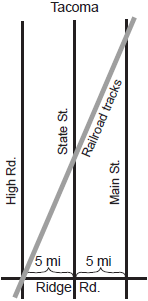 Tacoma
High Rd.
State St.
Railroad tracks
Main St.
5 mi
5 mi
Ridge Rd.